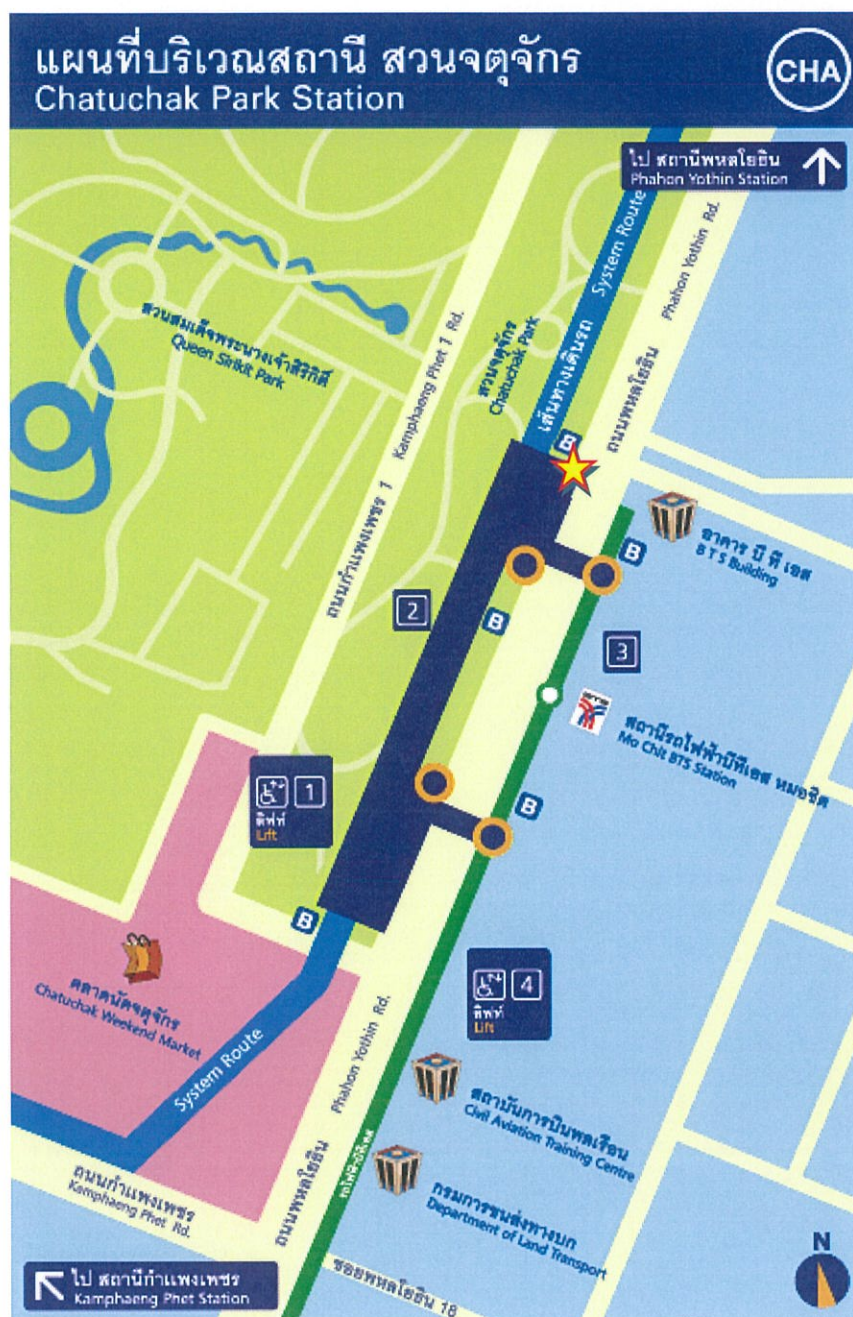 แผนที่บริเวณสถานี สวนจตุจักร
Chatuchak Park Station
CHA
ไป สถานีพหลโยธิน
Phahon Yothin Station
System Route
เส้นทางเดินรถ
Phahon Yothin Rd.
ถนนพหลโยธิน
Kamphaeng Phet 1 Rd.
ถนนกำแพงเพชร 1
สวนสมเด็จพระนางเจ้าสิริกิติ์
Queen Sirikit Park
สวนจตุจักร
Chatuchak Park
B
อาคาร บี ที เอส
B T S Building
B
2
B
3
BTS
สถานีรถไฟฟ้าบีทีเอส หมอชิต
Mo Chit BTS Station
1
ลิฟท์
Lift
B
B
ตลาดนัดจตุจักร
Chatuchak Weekend Market
4
ลิฟท์
Lift
System Route
Phahon Yothin Rd.
ถนนพหลโยธิน
รถไฟฟ้าบีทีเอส
สถาบันการบินพลเรือน
Civil Aviation Training Centre
กรมการขนส่งทางบก
Department of Land Transport
ถนนกำแพงเพชร
Kamphaeng Phet Rd.
ซอยพหลโยธิน 18
N
ไป สถานีกำแพงเพชร
Kamphaeng Phet Station